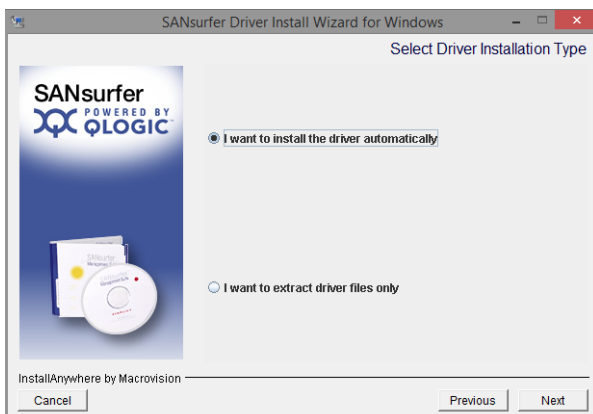 SANsurfer Driver Install Wizard for Windows
Select Driver Installation Type
SANsurfer
POWERED BY
QLOGIC
I want to install the driver automatically
SANsurfer
I want to extract driver files only
InstallAnywhere by Macrovision
Cancel
Previous
Next